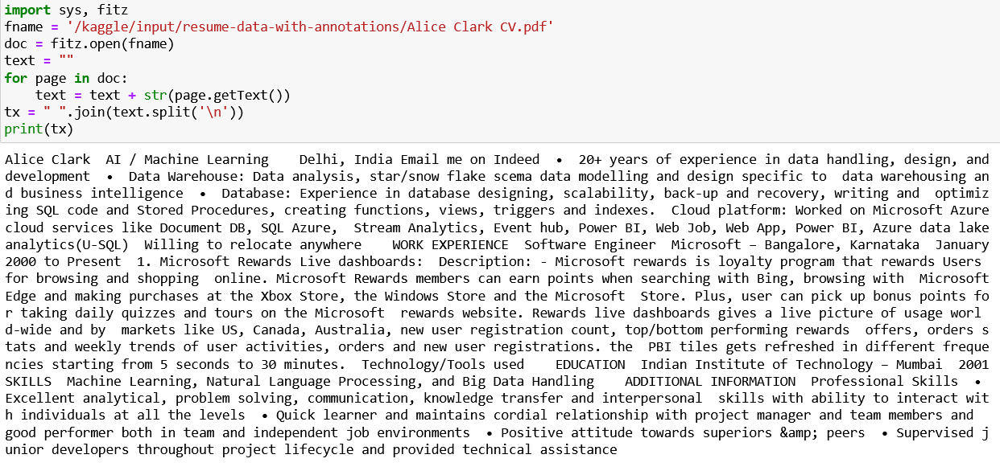 import sys, fitz
fname = '/kaggle/input/resume-data-with-annotations/Alice Clark CV.pdf'
doc = fitz.open(fname)
text = ""
for page in doc:
    text = text + str(page.getText())
tx = " ".join(text.split('\n'))
print(tx)
Alice Clark  AI / Machine Learning    Delhi, India Email me on Indeed  •  20+ years of experience in data handling, design, and
development  •  Data Warehouse: Data analysis, star/snow flake scema data modelling and design specific to  data warehousing an
d business intelligence  •  Database: Experience in database designing, scalability, back-up and recovery, writing and  optimiz
ing SQL code and Stored Procedures, creating functions, views, triggers and indexes.  Cloud platform: Worked on Microsoft Azure
cloud services like Document DB, SQL Azure,  Stream Analytics, Event hub, Power BI, Web Job, Web App, Power BI, Azure data lake
analytics(U-SQL)  Willing to relocate anywhere    WORK EXPERIENCE  Software Engineer  Microsoft – Bangalore, Karnataka  January
2000 to Present  1. Microsoft Rewards Live dashboards:  Description: - Microsoft rewards is loyalty program that rewards Users
for browsing and shopping  online. Microsoft Rewards members can earn points when searching with Bing, browsing with  Microsoft
Edge and making purchases at the Xbox Store, the Windows Store and the Microsoft  Store. Plus, user can pick up bonus points fo
r taking daily quizzes and tours on the Microsoft  rewards website. Rewards live dashboards gives a live picture of usage worl
d-wide and by  markets like US, Canada, Australia, new user registration count, top/bottom performing rewards  offers, orders s
tats and weekly trends of user activities, orders and new user registrations. the  PBI tiles gets refreshed in different freque
ncies starting from 5 seconds to 30 minutes.  Technology/Tools used    EDUCATION  Indian Institute of Technology – Mumbai  2001
SKILLS  Machine Learning, Natural Language Processing, and Big Data Handling    ADDITIONAL INFORMATION  Professional Skills  •
Excellent analytical, problem solving, communication, knowledge transfer and interpersonal  skills with ability to interact wit
h individuals at all the levels  • Quick learner and maintains cordial relationship with project manager and team members and
good performer both in team and independent job environments  • Positive attitude towards superiors &amp; peers  • Supervised j
unior developers throughout project lifecycle and provided technical assistance